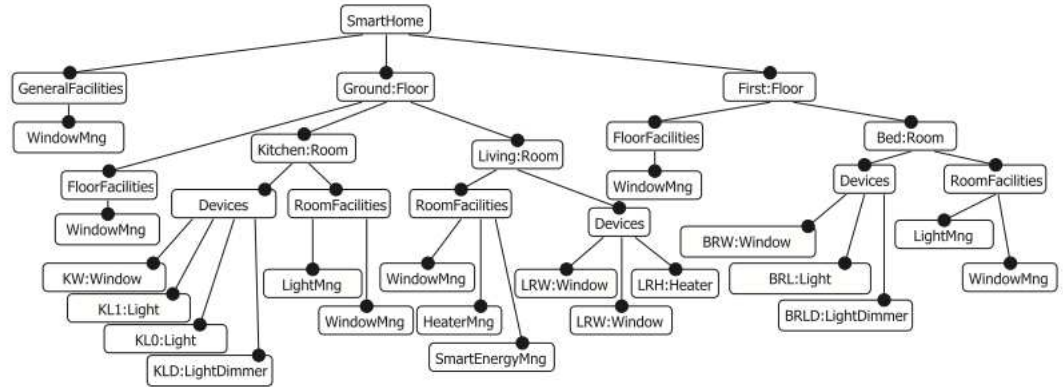 SmartHome
GeneralFacilities
Ground:Floor
First:Floor
WindowMng
Kitchen:Room
Living:Room
FloorFacilities
Bed:Room
FloorFacilities
WindowMng
Devices
RoomFacilities
Devices
RoomFacilities
RoomFacilities
Devices
WindowMng
BRW:Window
LightMng
KW:Window
LightMng
WindowMng
LRW:Window
LRH:Heater
BRL:Light
WindowMng
KL1:Light
WindowMng
HeaterMng
LRW:Window
BRLD:LightDimmer
KL0:Light
SmartEnergyMng
KLD:LightDimmer